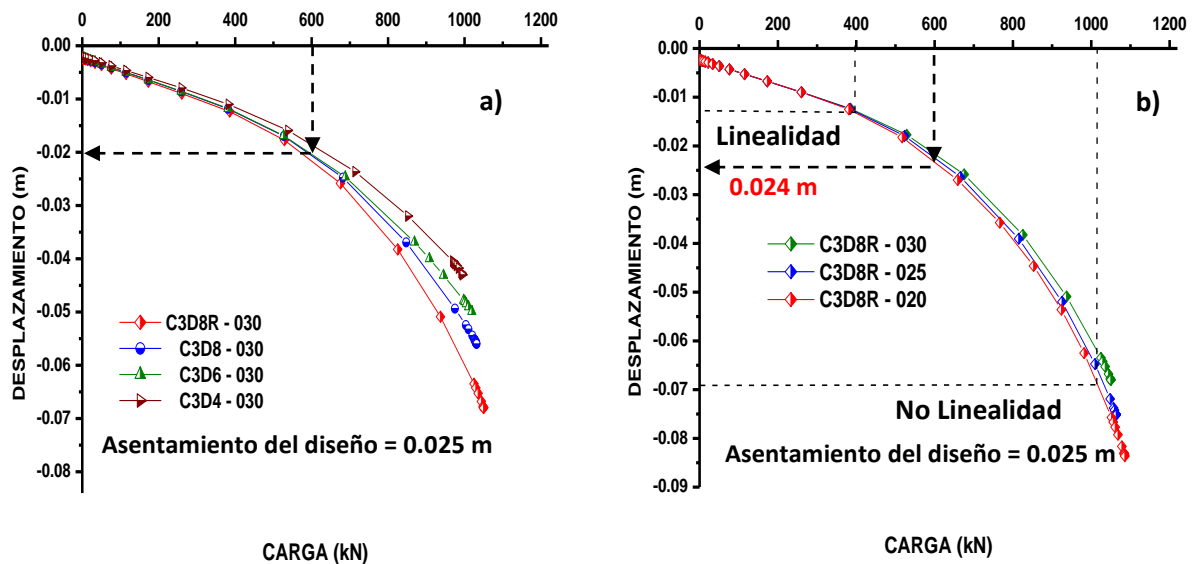 0 200 400 600 800 1000 1200
0.00
-0.01
-0.02
-0.03
-0.04
-0.05
-0.06
-0.07
-0.08
DESPLAZAMIENTO (m)
a)
C3D8R - 030
C3D8 - 030
C3D6 - 030
C3D4 - 030
Asentamiento del diseño = 0.025 m
CARGA (kN)
0 200 400 600 800 1000 1200
0.00
-0.01
-0.02
-0.03
-0.04
-0.05
-0.06
-0.07
-0.08
-0.09
DESPLAZAMIENTO (m)
b)
Linealidad
0.024 m
C3D8R - 030
C3D8R - 025
C3D8R - 020
No Linealidad
Asentamiento del diseño = 0.025 m
CARGA (kN)